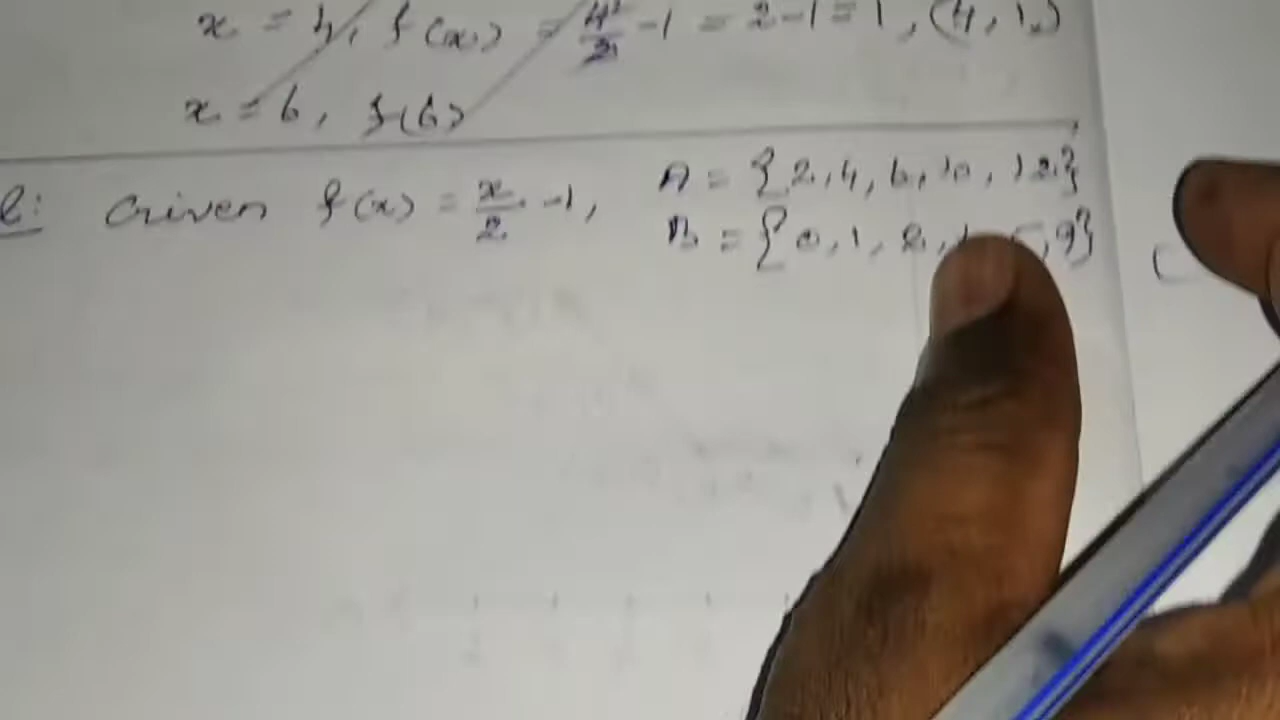 x = 4, f(x) = 4/2 - 1 = 2 - 1 = 1, (4, 1)
x = 6, f(6)
Given f(x) = x/2 - 1, A = {2, 4, 6, 10, 12}
B = {0, 1, 2, 5, 9}